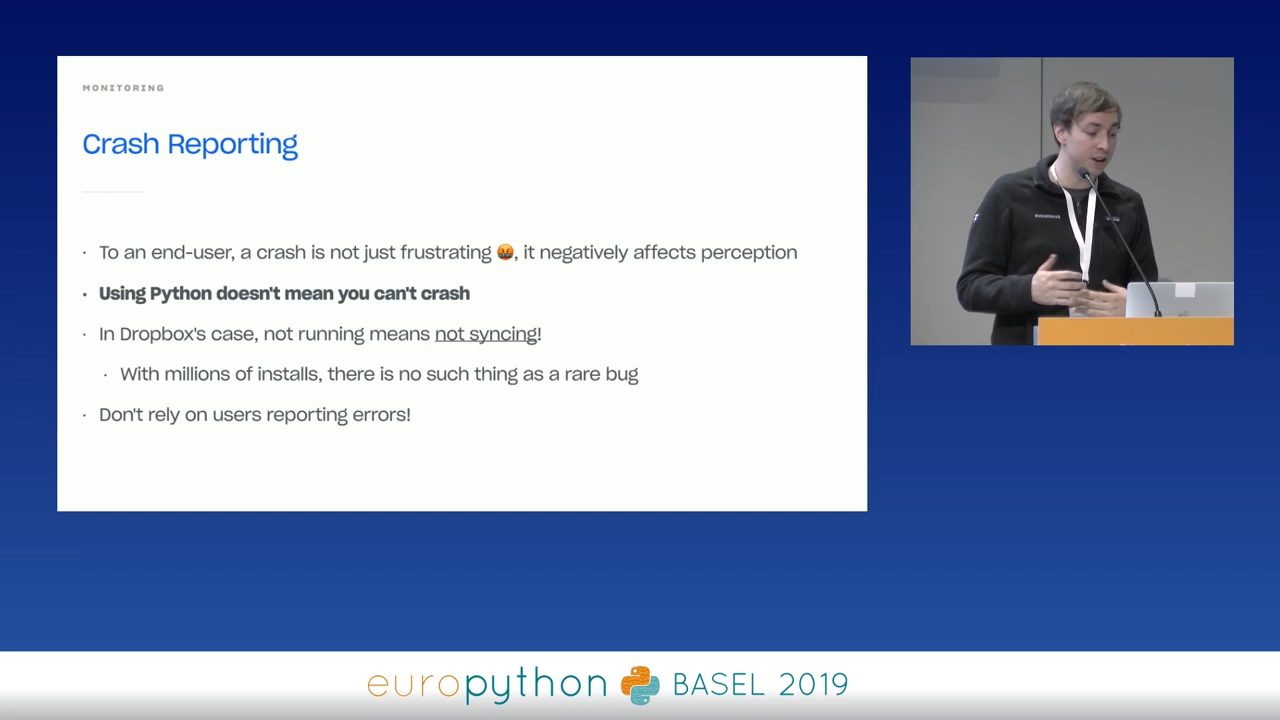 MONITORING
Crash Reporting
· To an end-user, a crash is not just frustrating 🤬, it negatively affects perception
· Using Python doesn't mean you can't crash
· In Dropbox's case, not running means not syncing!
· With millions of installs, there is no such thing as a rare bug
· Don't rely on users reporting errors!
europython BASEL 2019